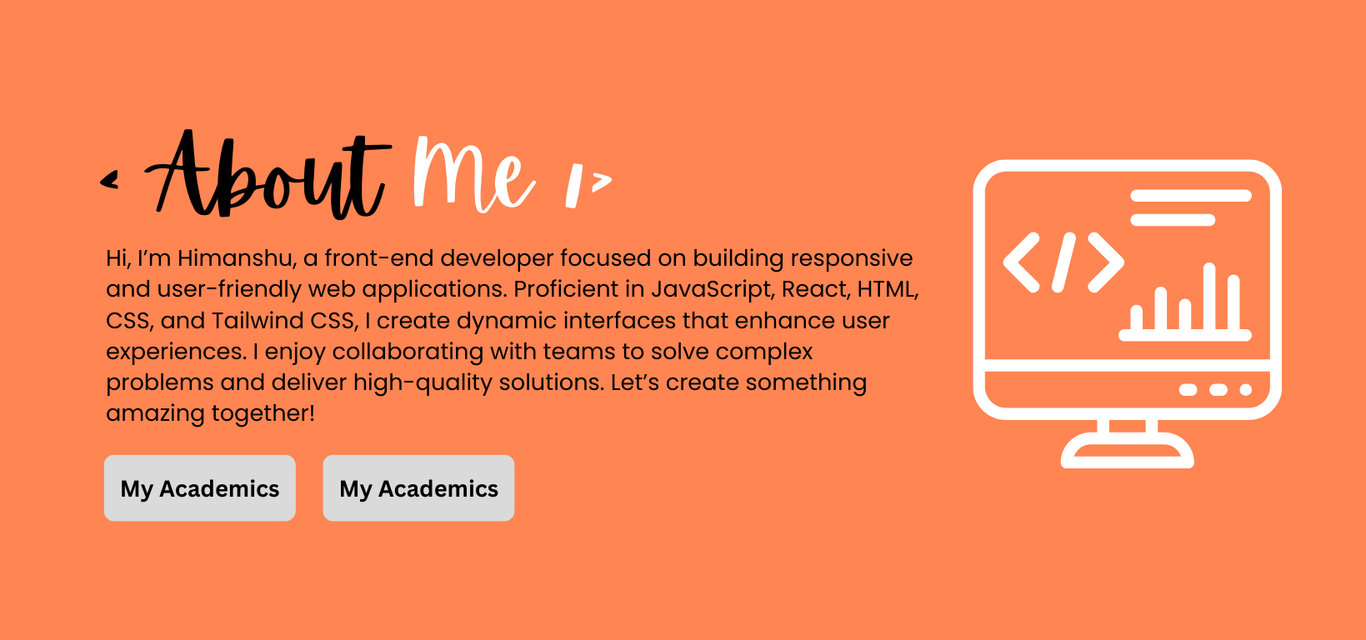 < About Me />
Hi, I’m Himanshu, a front-end developer focused on building responsive
and user-friendly web applications. Proficient in JavaScript, React, HTML,
CSS, and Tailwind CSS, I create dynamic interfaces that enhance user
experiences. I enjoy collaborating with teams to solve complex
problems and deliver high-quality solutions. Let’s create something
amazing together!
My Academics My Academics
</>